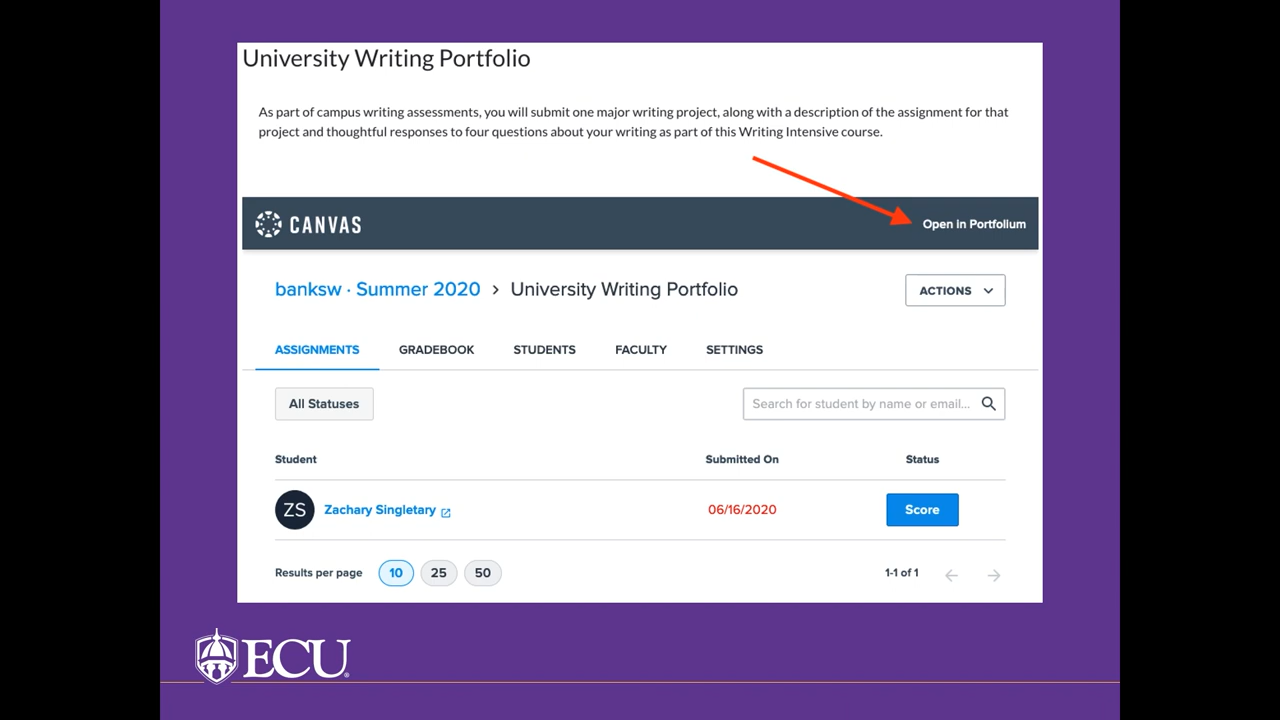 University Writing Portfolio
As part of campus writing assessments, you will submit one major writing project, along with a description of the assignment for that
project and thoughtful responses to four questions about your writing as part of this Writing Intensive course.
CANVAS
Open in Portfolium
banksw · Summer 2020 > University Writing Portfolio
ACTIONS
ASSIGNMENTS GRADEBOOK STUDENTS FACULTY SETTINGS
All Statuses
Search for student by name or email...
Student Submitted On Status
ZS Zachary Singletary 06/16/2020 Score
Results per page 10 25 50 1-1 of 1
ECU